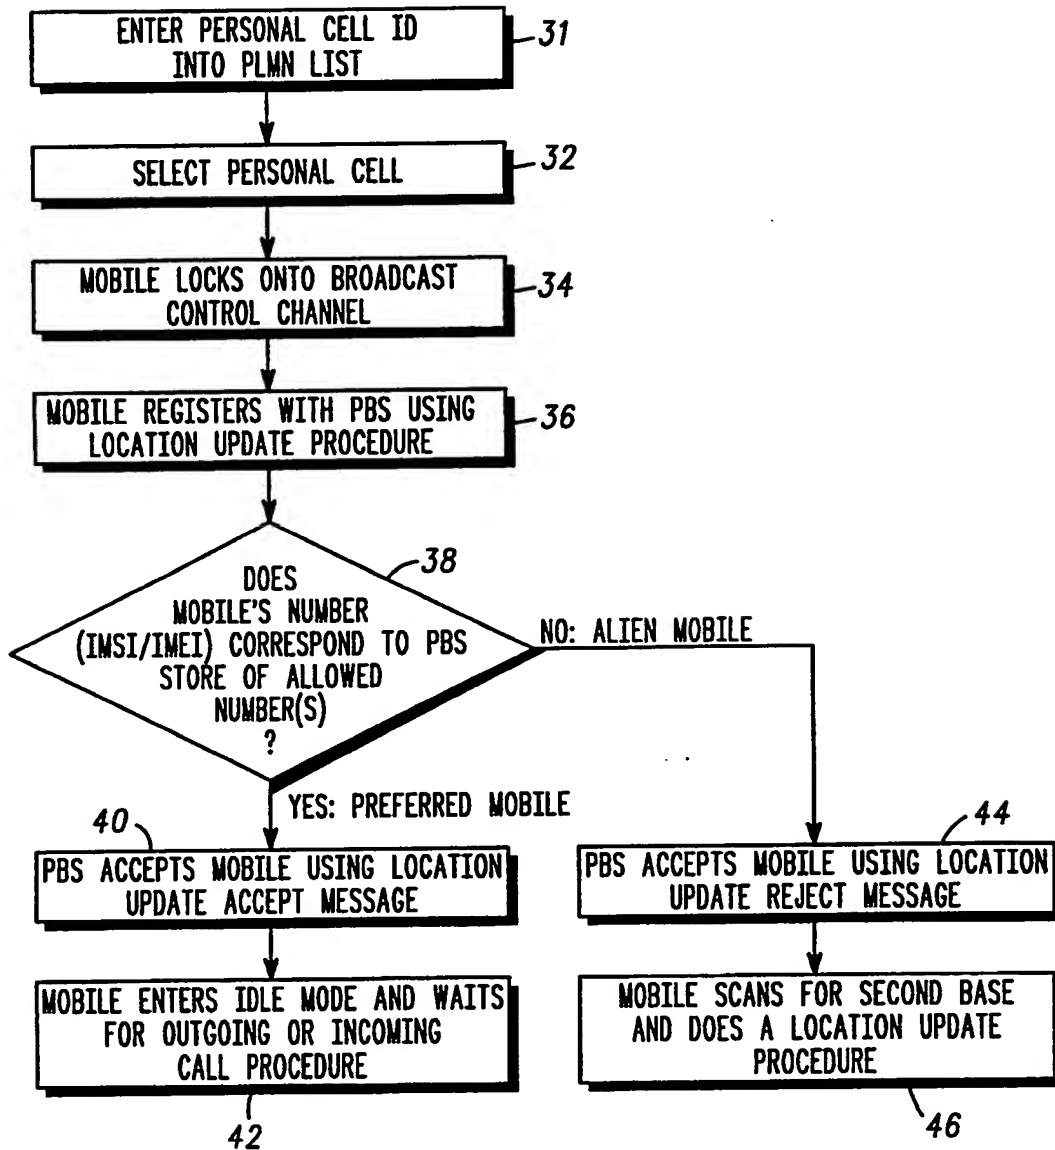 ENTER PERSONAL CELL ID
INTO PLMN LIST
31
SELECT PERSONAL CELL
32
MOBILE LOCKS ONTO BROADCAST
CONTROL CHANNEL
34
MOBILE REGISTERS WITH PBS USING
LOCATION UPDATE PROCEDURE
36
38
DOES
MOBILE'S NUMBER
(IMSI/IMEI) CORRESPOND TO PBS
STORE OF ALLOWED
NUMBER(S)
?
NO: ALIEN MOBILE
YES: PREFERRED MOBILE
40
PBS ACCEPTS MOBILE USING LOCATION
UPDATE ACCEPT MESSAGE
44
PBS ACCEPTS MOBILE USING LOCATION
UPDATE REJECT MESSAGE
MOBILE ENTERS IDLE MODE AND WAITS
FOR OUTGOING OR INCOMING
CALL PROCEDURE
42
MOBILE SCANS FOR SECOND BASE
AND DOES A LOCATION UPDATE
PROCEDURE
46